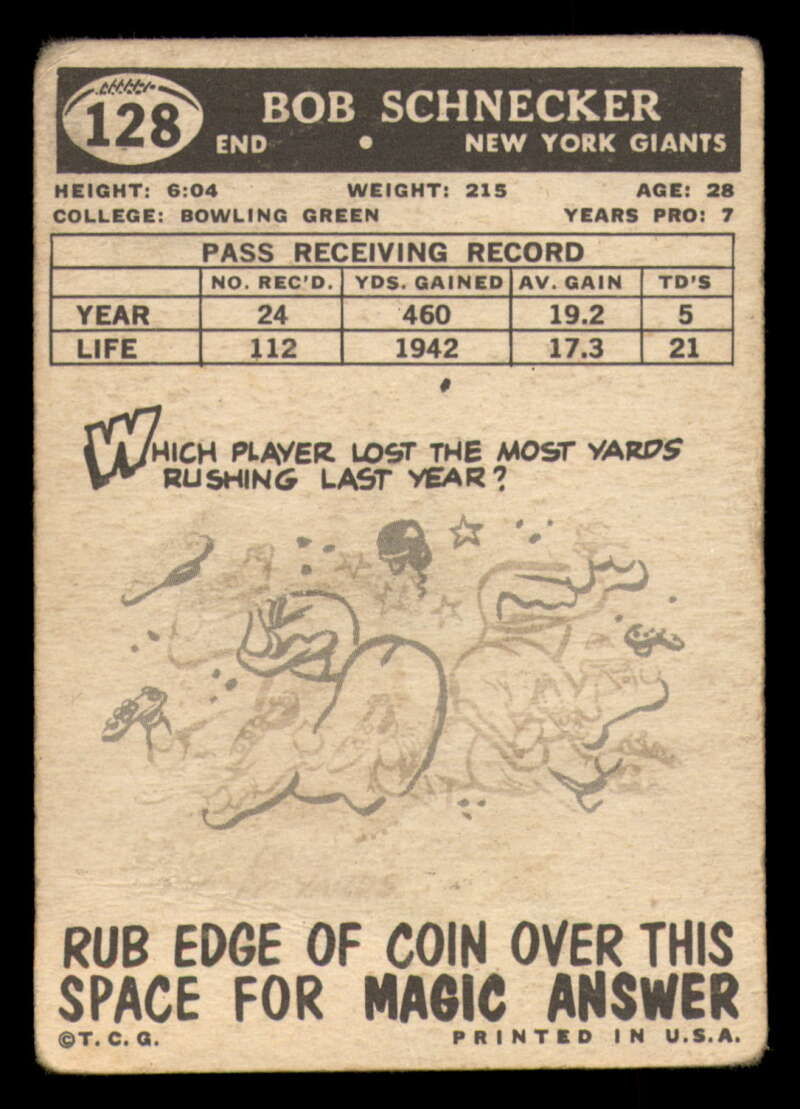 128
BOB SCHNECKER
END • NEW YORK GIANTS
HEIGHT: 6:04 WEIGHT: 215 AGE: 28
COLLEGE: BOWLING GREEN YEARS PRO: 7
PASS RECEIVING RECORD
NO. REC'D. YDS. GAINED AV. GAIN TD'S
YEAR 24 460 19.2 5
LIFE 112 1942 17.3 21
WHICH PLAYER LOST THE MOST YARDS
RUSHING LAST YEAR?
RUB EDGE OF COIN OVER THIS
SPACE FOR MAGIC ANSWER
©T.C.G. PRINTED IN U.S.A.